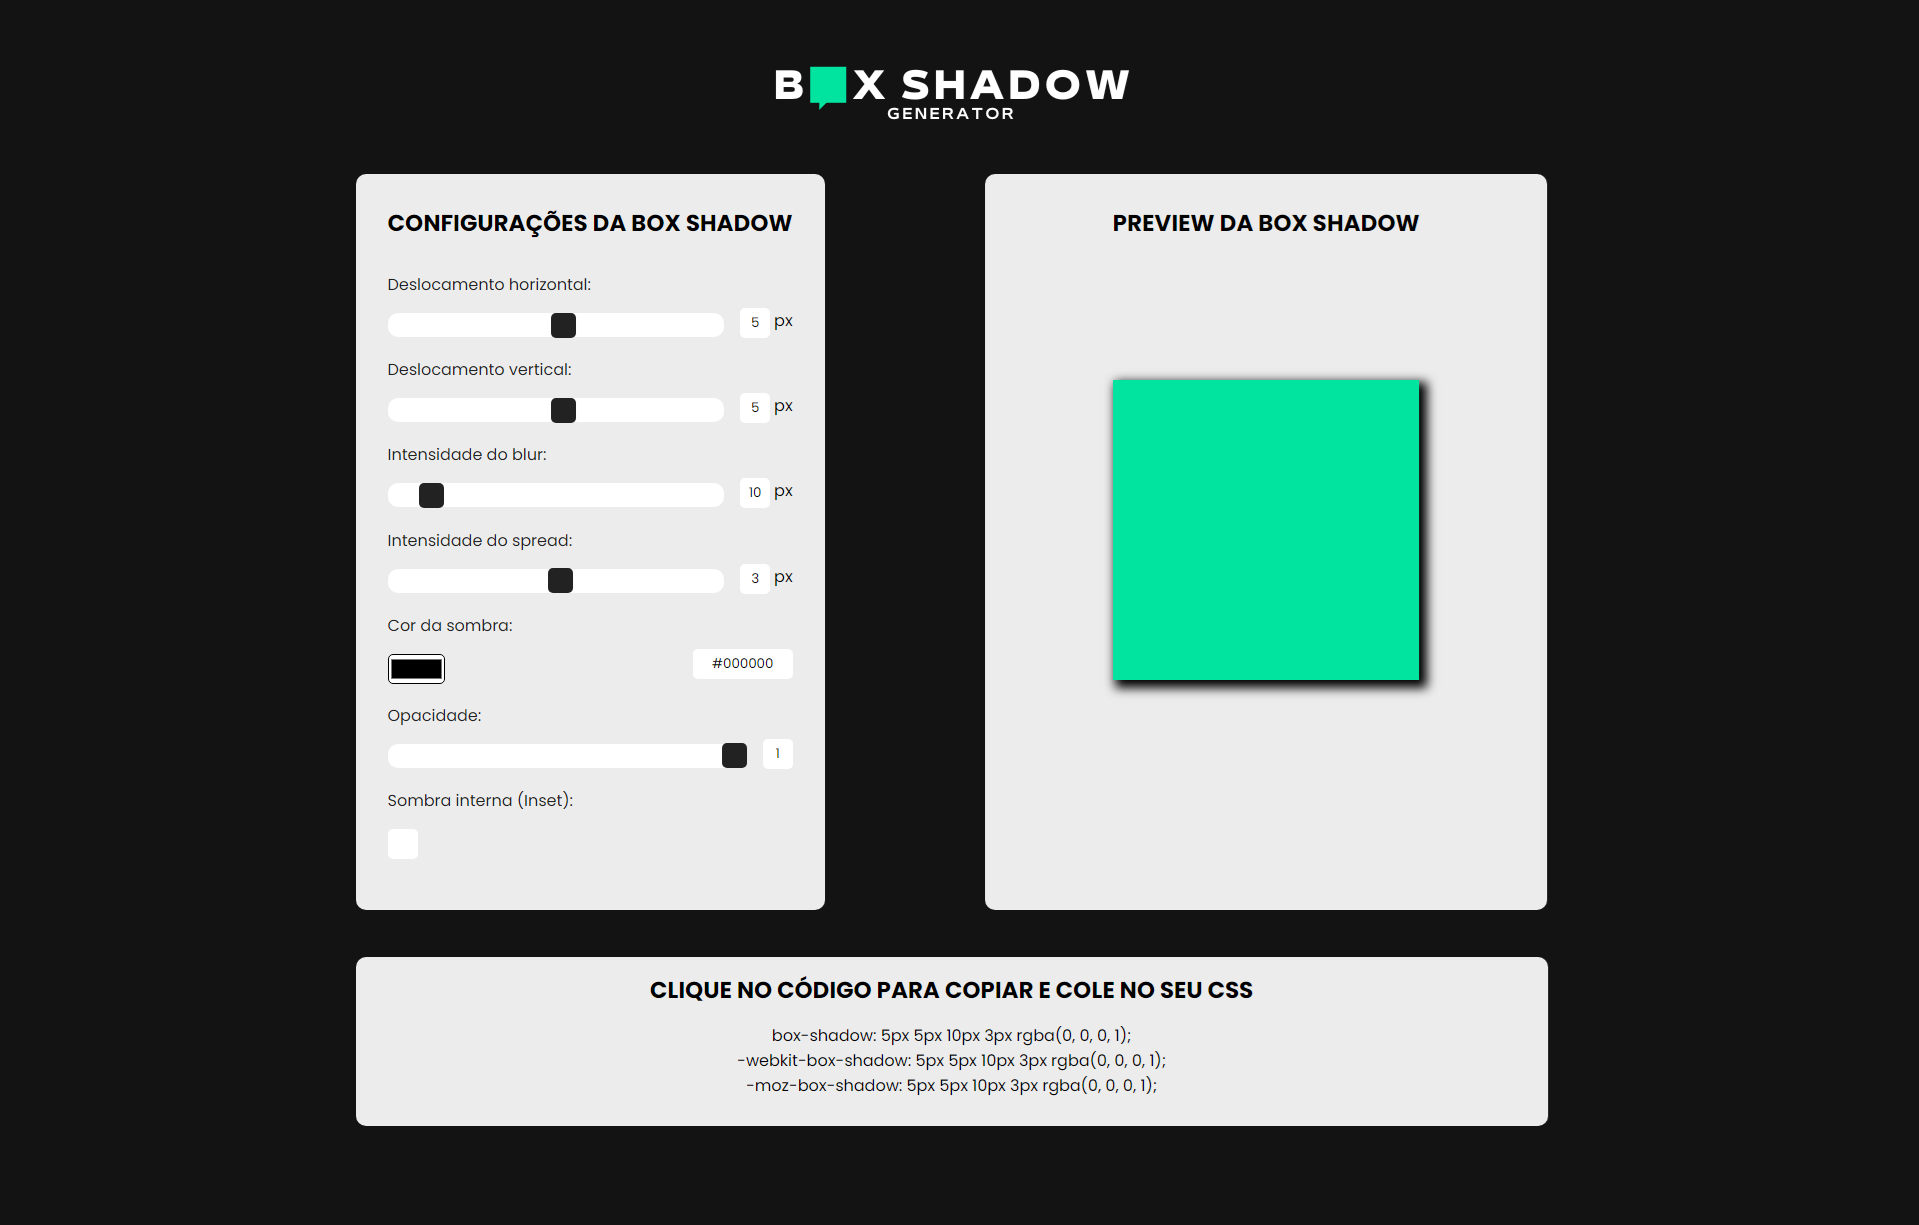 BOX SHADOW
GENERATOR
CONFIGURAÇÕES DA BOX SHADOW
Deslocamento horizontal:
5 px
Deslocamento vertical:
5 px
Intensidade do blur:
10 px
Intensidade do spread:
3 px
Cor da sombra:
#000000
Opacidade:
1
Sombra interna (Inset):
PREVIEW DA BOX SHADOW
CLIQUE NO CÓDIGO PARA COPIAR E COLE NO SEU CSS
box-shadow: 5px 5px 10px 3px rgba(0, 0, 0, 1);
-webkit-box-shadow: 5px 5px 10px 3px rgba(0, 0, 0, 1);
-moz-box-shadow: 5px 5px 10px 3px rgba(0, 0, 0, 1);